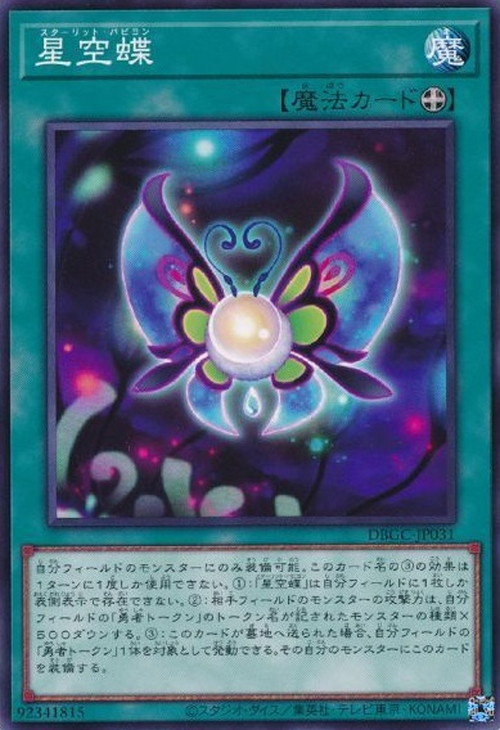 スターリット・パピヨン
星空蝶
魔
【魔法カード】
DBGC-JP031
自分フィールドのモンスターにのみ装備可能。このカード名の③の効果は
1ターンに1度しか使用できない。①:「星空蝶」は自分フィールドに1枚しか
表側表示で存在できない。②:相手フィールドのモンスターの攻撃力は、自分
フィールドの「勇者トークン」のトークン名が記されたモンスターの種類×
500ダウンする。③:このカードが墓地へ送られた場合、自分フィールドの
「勇者トークン」1体を対象として発動できる。その自分のモンスターにこのカード
を装備する。
92341815
©スタジオ・ダイス/集英社・テレビ東京・KONAMI